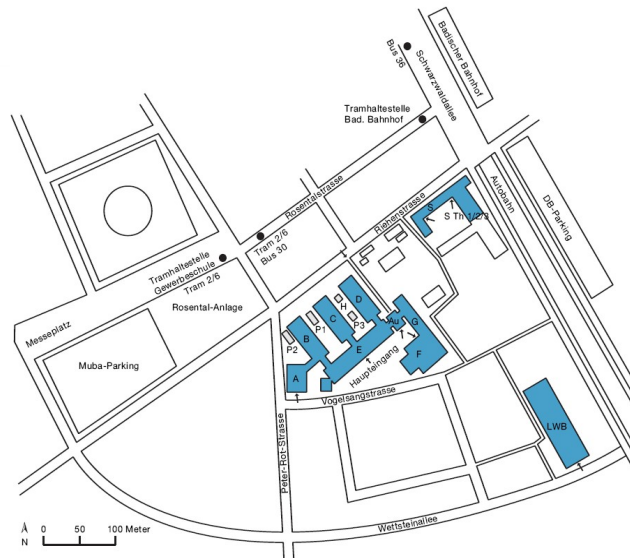 Badischer Bahnhof
Bus 36
Schwarzwaldallee
Tramhaltestelle
Bad. Bahnhof
Autobahn
DB-Parking
Riehenstrasse
S
S Th 1/2/3
Rosentalstrasse
Tram 2/6
Bus 30
Tramhaltestelle
Gewerbeschule
Tram 2/6
Rosental-Anlage
Messeplatz
Muba-Parking
H
D
P1
C
P3
P2
B
Au
G
E
F
A
Haupteingang
Vogelsangstrasse
Peter-Rot-Strasse
LWB
Wettsteinallee
N
0 50 100 Meter